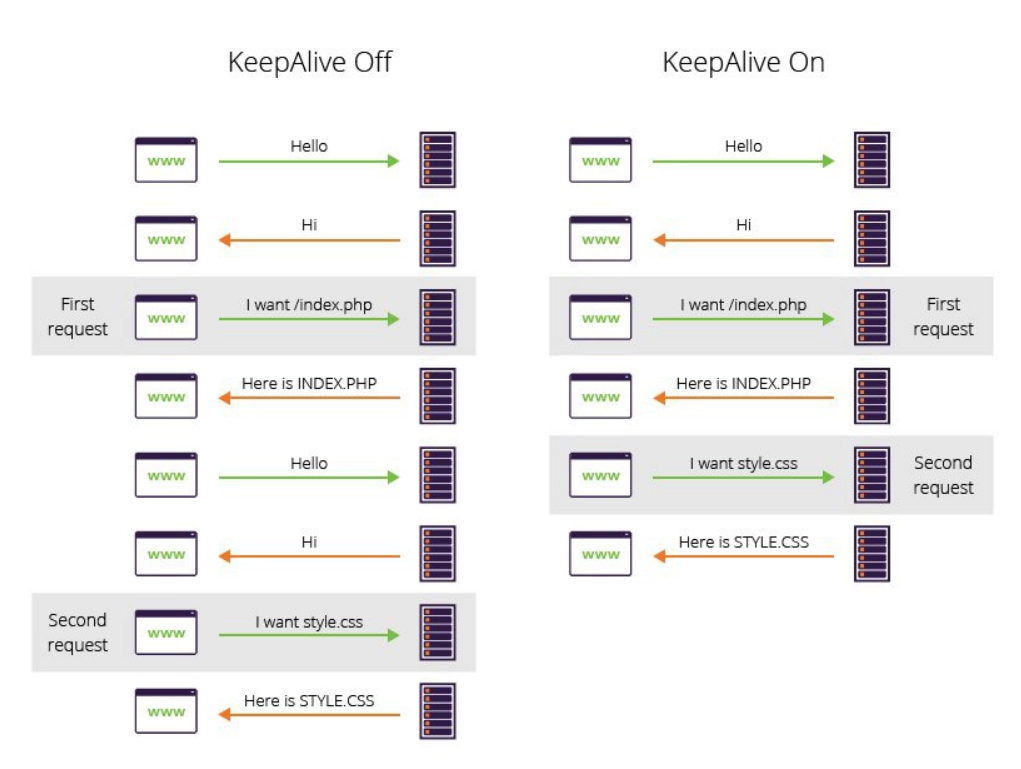 KeepAlive Off
www
Hello
www
Hi
First
request
www
I want /index.php
www
Here is INDEX.PHP
www
Hello
www
Hi
Second
request
www
I want style.css
www
Here is STYLE.CSS
KeepAlive On
www
Hello
www
Hi
www
I want /index.php
First
request
www
Here is INDEX.PHP
www
I want style.css
Second
request
www
Here is STYLE.CSS